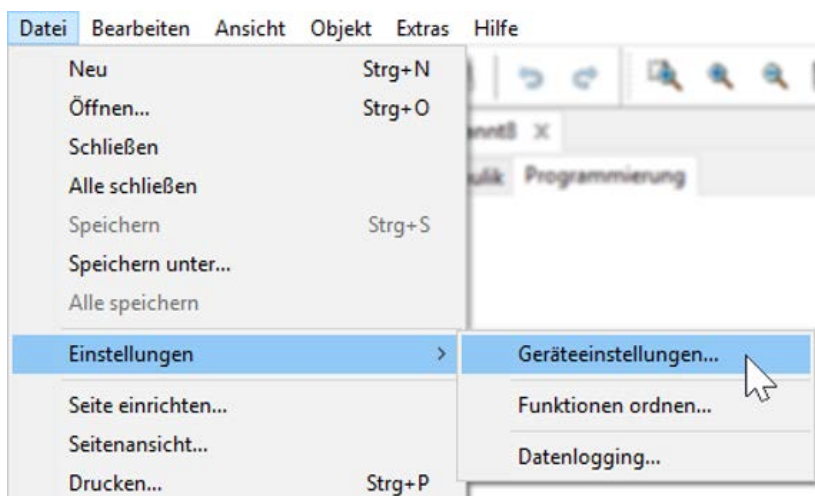 Datei Bearbeiten Ansicht Objekt Extras Hilfe
Neu Strg+N
Öffnen... Strg+O
Schließen
Alle schließen
Speichern Strg+S
Speichern unter...
Alle speichern
Einstellungen >
Seite einrichten...
Seitenansicht...
Drucken... Strg+P
Programmierung
Geräteeinstellungen...
Funktionen ordnen...
Datenlogging...